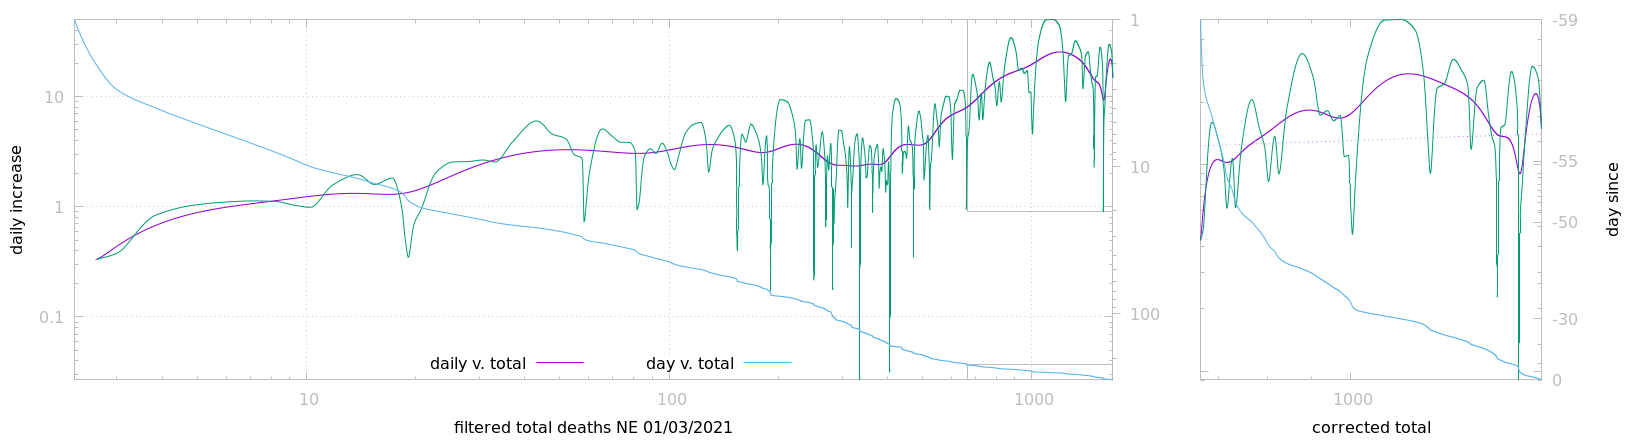 1
-59
10
10
-55
daily increase
1
-50
day since
0.1
100
-30
daily v. total
day v. total
0
10
100
1000
1000
filtered total deaths NE 01/03/2021
corrected total